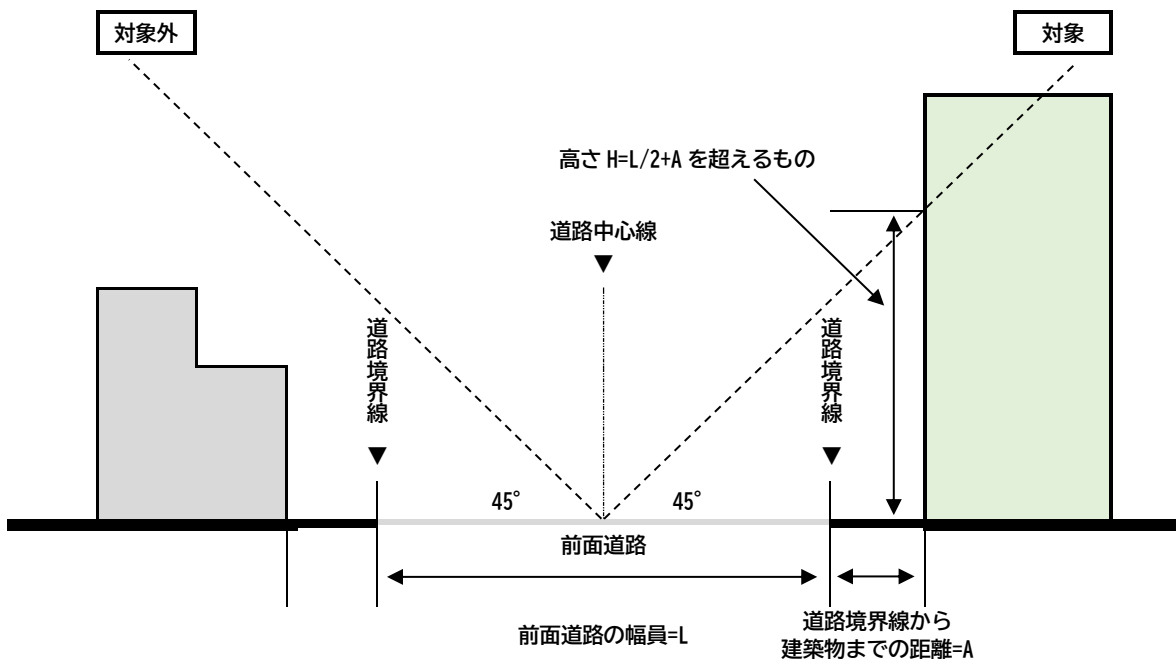 対象外
対象
高さ H=L/2+A を超えるもの
道路中心線
▼
道路境界線
▼
道路境界線
▼
45°
45°
前面道路
前面道路の幅員=L
道路境界線から
建築物までの距離=A